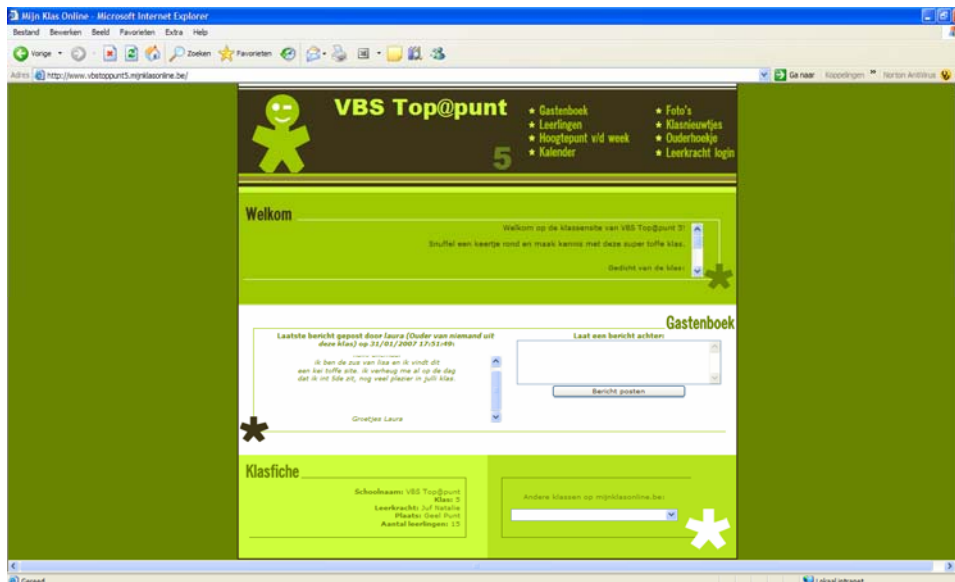 Mijn Klas Online - Microsoft Internet Explorer
Bestand Bewerken Beeld Favorieten Extra Help
Vorige Zoeken Favorieten
Adres http://www.vbstoppunt5.mijnklasonline.be/ Ga naar Koppelingen » Norton AntiVirus
VBS Top@punt
5
★ Gastenboek
★ Leerlingen
★ Hoogtepunt v/d week
★ Kalender
★ Foto's
★ Klasnieuwtjes
★ Ouderhoekje
★ Leerkracht login
Welkom
Welkom op de klassensite van VBS Top@punt 5!
Snuffel een keertje rond en maak kennis met deze super toffe klas.
Gedicht van de klas:
Gastenboek
Laatste bericht gepost door laura (Ouder van niemand uit
deze klas) op 31/01/2007 17:51:49:
ik ben de zus van lisa en ik vindt dit
een kei toffe site. ik verheug me al op de dag
dat ik int 5de zit, nog veel plezier in julli klas.
Groetjes Laura
Laat een bericht achter:
Bericht posten
Klasfiche
Schoolnaam: VBS Top@punt
Klas: 5
Leerkracht: Juf Natalie
Plaats: Geel Punt
Aantal leerlingen: 15
Andere klassen op mijnklasonline.be:
Gereed
Lokaal intranet